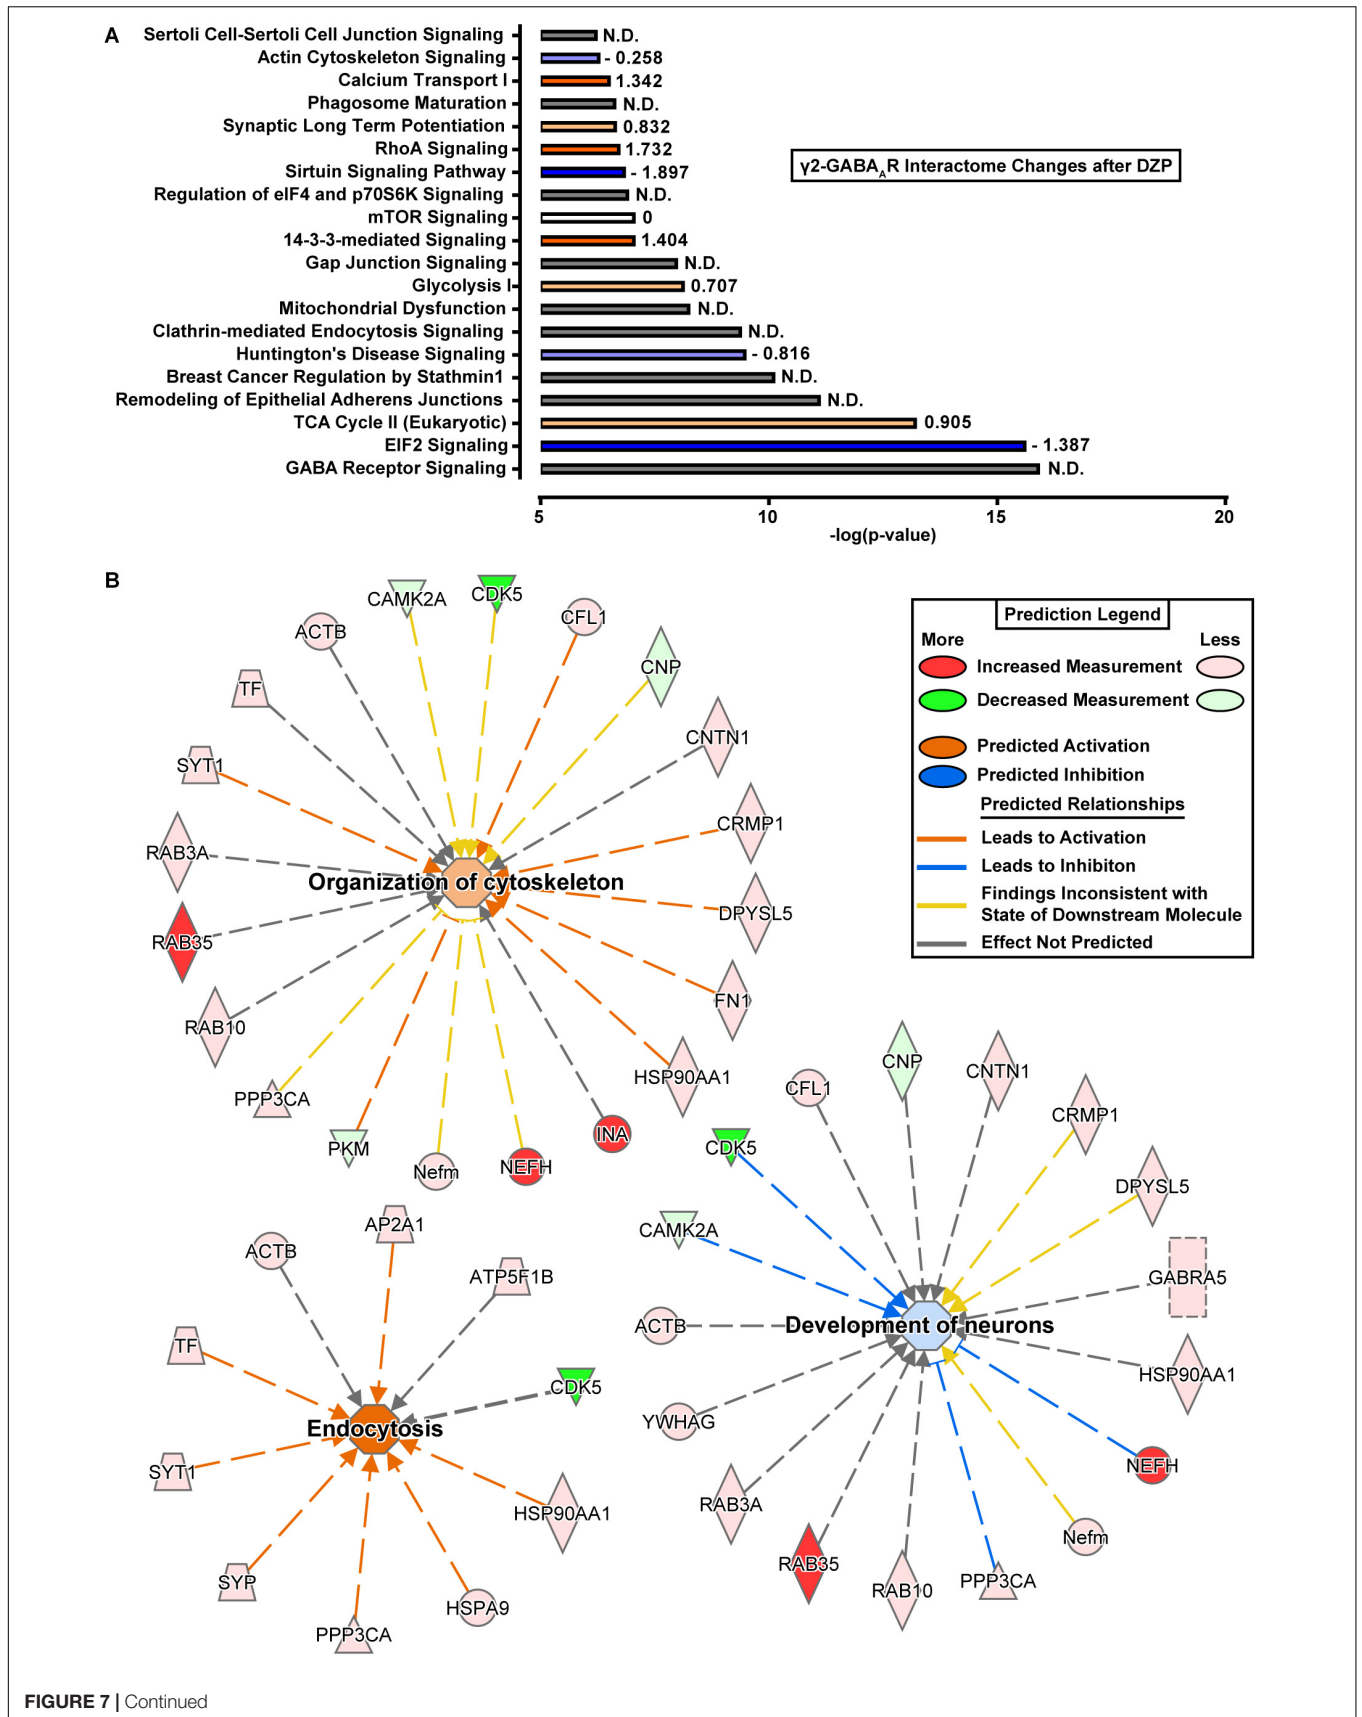 A
Sertoli Cell-Sertoli Cell Junction Signaling N.D.
Actin Cytoskeleton Signaling - 0.258
Calcium Transport I 1.342
Phagosome Maturation N.D.
Synaptic Long Term Potentiation 0.832
RhoA Signaling 1.732
Sirtuin Signaling Pathway - 1.897
Regulation of eIF4 and p70S6K Signaling N.D.
mTOR Signaling 0
14-3-3-mediated Signaling 1.404
Gap Junction Signaling N.D.
Glycolysis I 0.707
Mitochondrial Dysfunction N.D.
Clathrin-mediated Endocytosis Signaling N.D.
Huntington's Disease Signaling - 0.816
Breast Cancer Regulation by Stathmin1 N.D.
Remodeling of Epithelial Adherens Junctions N.D.
TCA Cycle II (Eukaryotic) 0.905
EIF2 Signaling - 1.387
GABA Receptor Signaling N.D.
γ2-GABAAR Interactome Changes after DZP
5 10 15 20
-log(p-value)
B
CAMK2A
CDK5
CFL1
ACTB
CNP
TF
CNTN1
SYT1
CRMP1
RAB3A
Organization of cytoskeleton
DPYSL5
RAB35
FN1
RAB10
HSP90AA1
PPP3CA
INA
PKM
Nefm
NEFH
Prediction Legend
More Less
Increased Measurement
Decreased Measurement
Predicted Activation
Predicted Inhibition
Predicted Relationships
Leads to Activation
Leads to Inhibiton
Findings Inconsistent with
State of Downstream Molecule
Effect Not Predicted
AP2A1
ACTB
ATP5F1B
TF
CDK5
Endocytosis
SYT1
HSP90AA1
SYP
HSPA9
PPP3CA
CNP
CNTN1
CFL1
CRMP1
CDK5
DPYSL5
CAMK2A
GABRA5
ACTB
Development of neurons
HSP90AA1
YWHAG
NEFH
RAB3A
Nefm
RAB35
PPP3CA
RAB10
FIGURE 7 | Continued